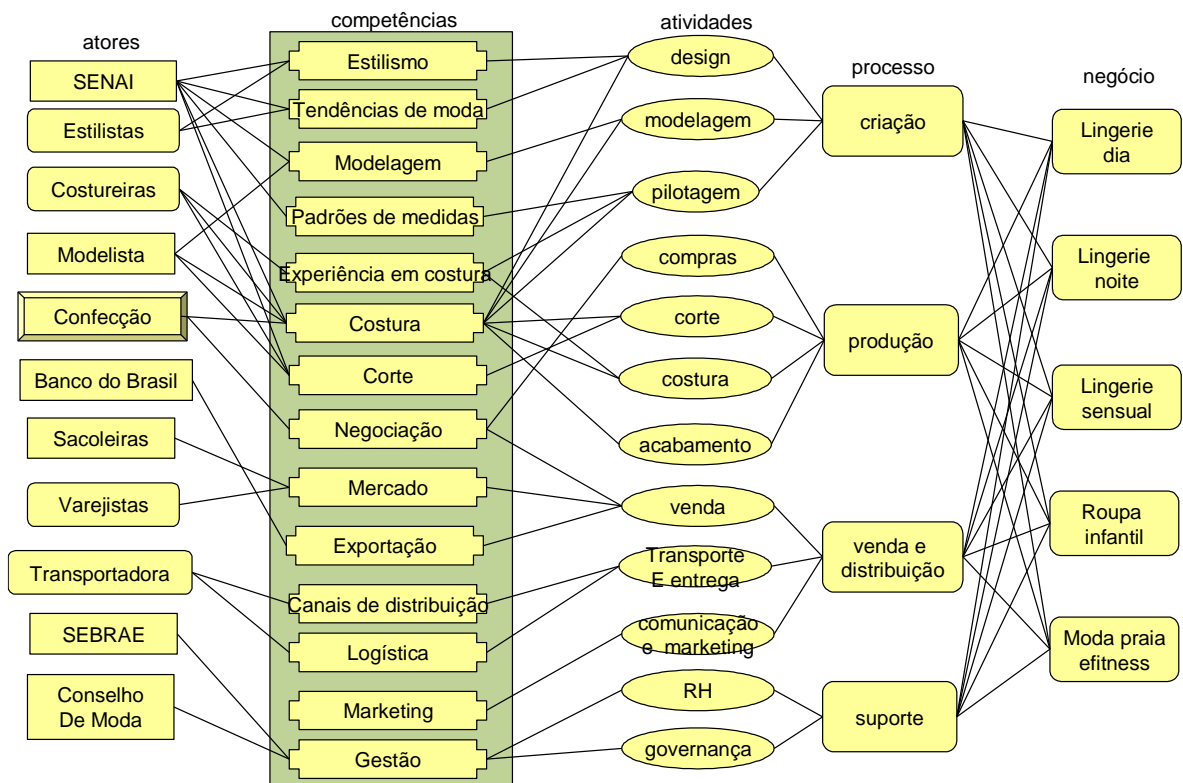 atores
competências
atividades
processo
negócio
SENAI
Estilistas
Costureiras
Modelista
Confecção
Banco do Brasil
Sacoleiras
Varejistas
Transportadora
SEBRAE
Conselho
De Moda
Estilismo
Tendências de moda
Modelagem
Padrões de medidas
Experiência em costura
Costura
Corte
Negociação
Mercado
Exportação
Canais de distribuição
Logística
Marketing
Gestão
design
modelagem
pilotagem
compras
corte
costura
acabamento
venda
Transporte
E entrega
comunicação
e marketing
RH
governança
criação
produção
venda e
distribuição
suporte
Lingerie
dia
Lingerie
noite
Lingerie
sensual
Roupa
infantil
Moda praia
efitness